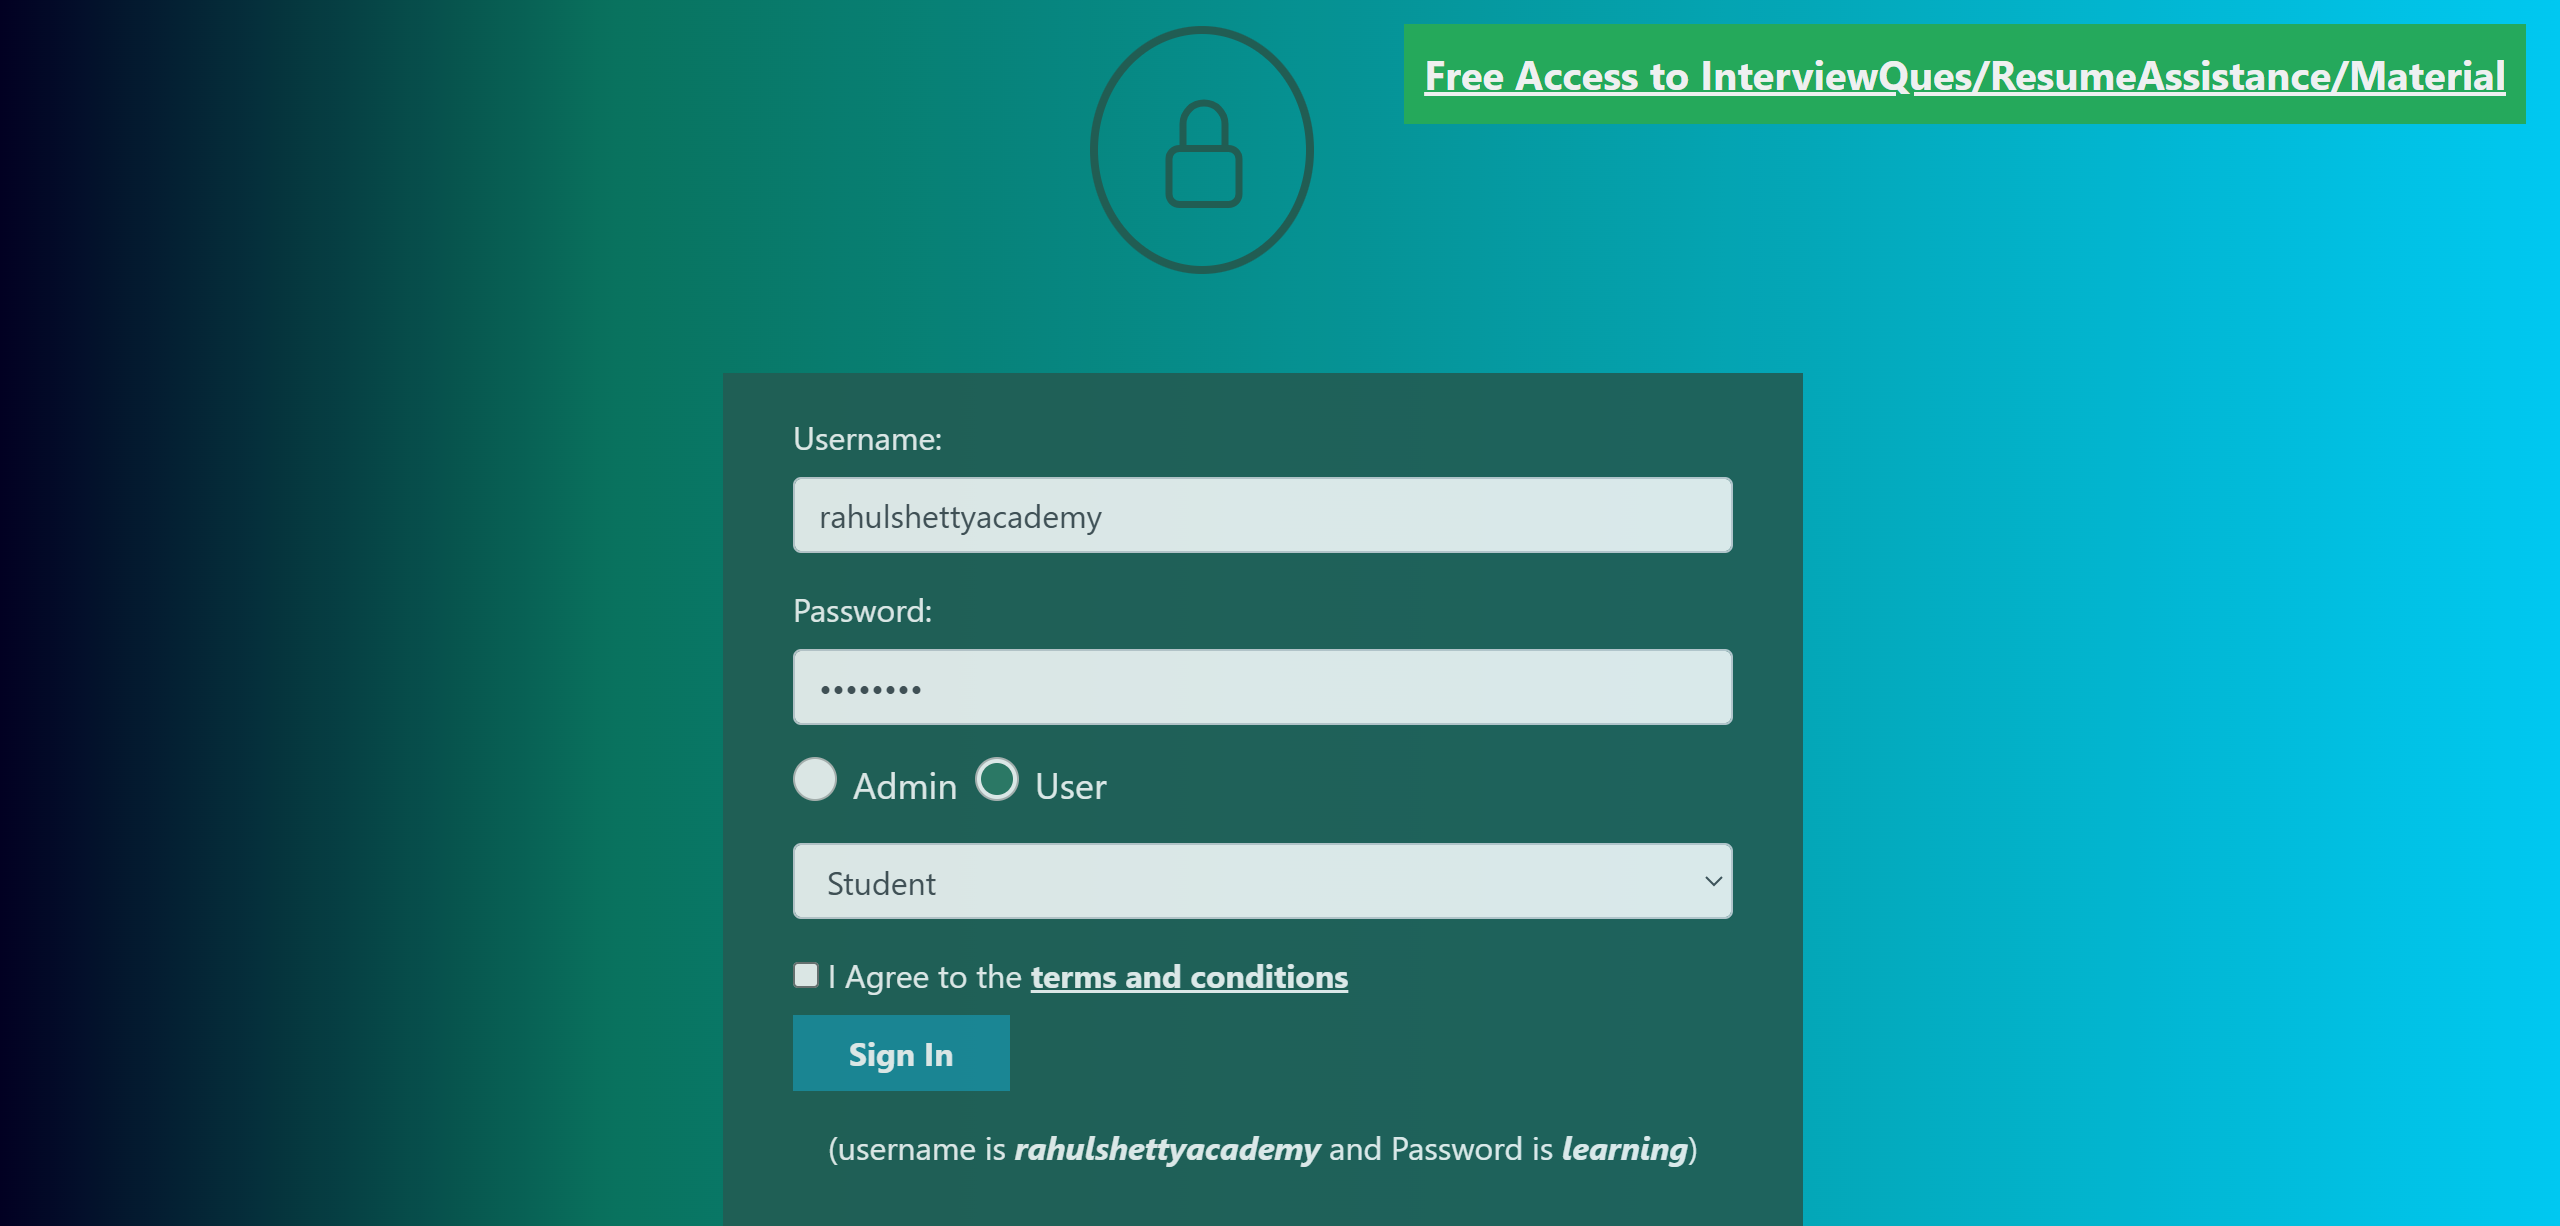 Free Access to InterviewQues/ResumeAssistance/Material
Username:
rahulshettyacademy
Password:
••••••••
Admin User
Student
I Agree to the terms and conditions
Sign In
(username is rahulshettyacademy and Password is learning)